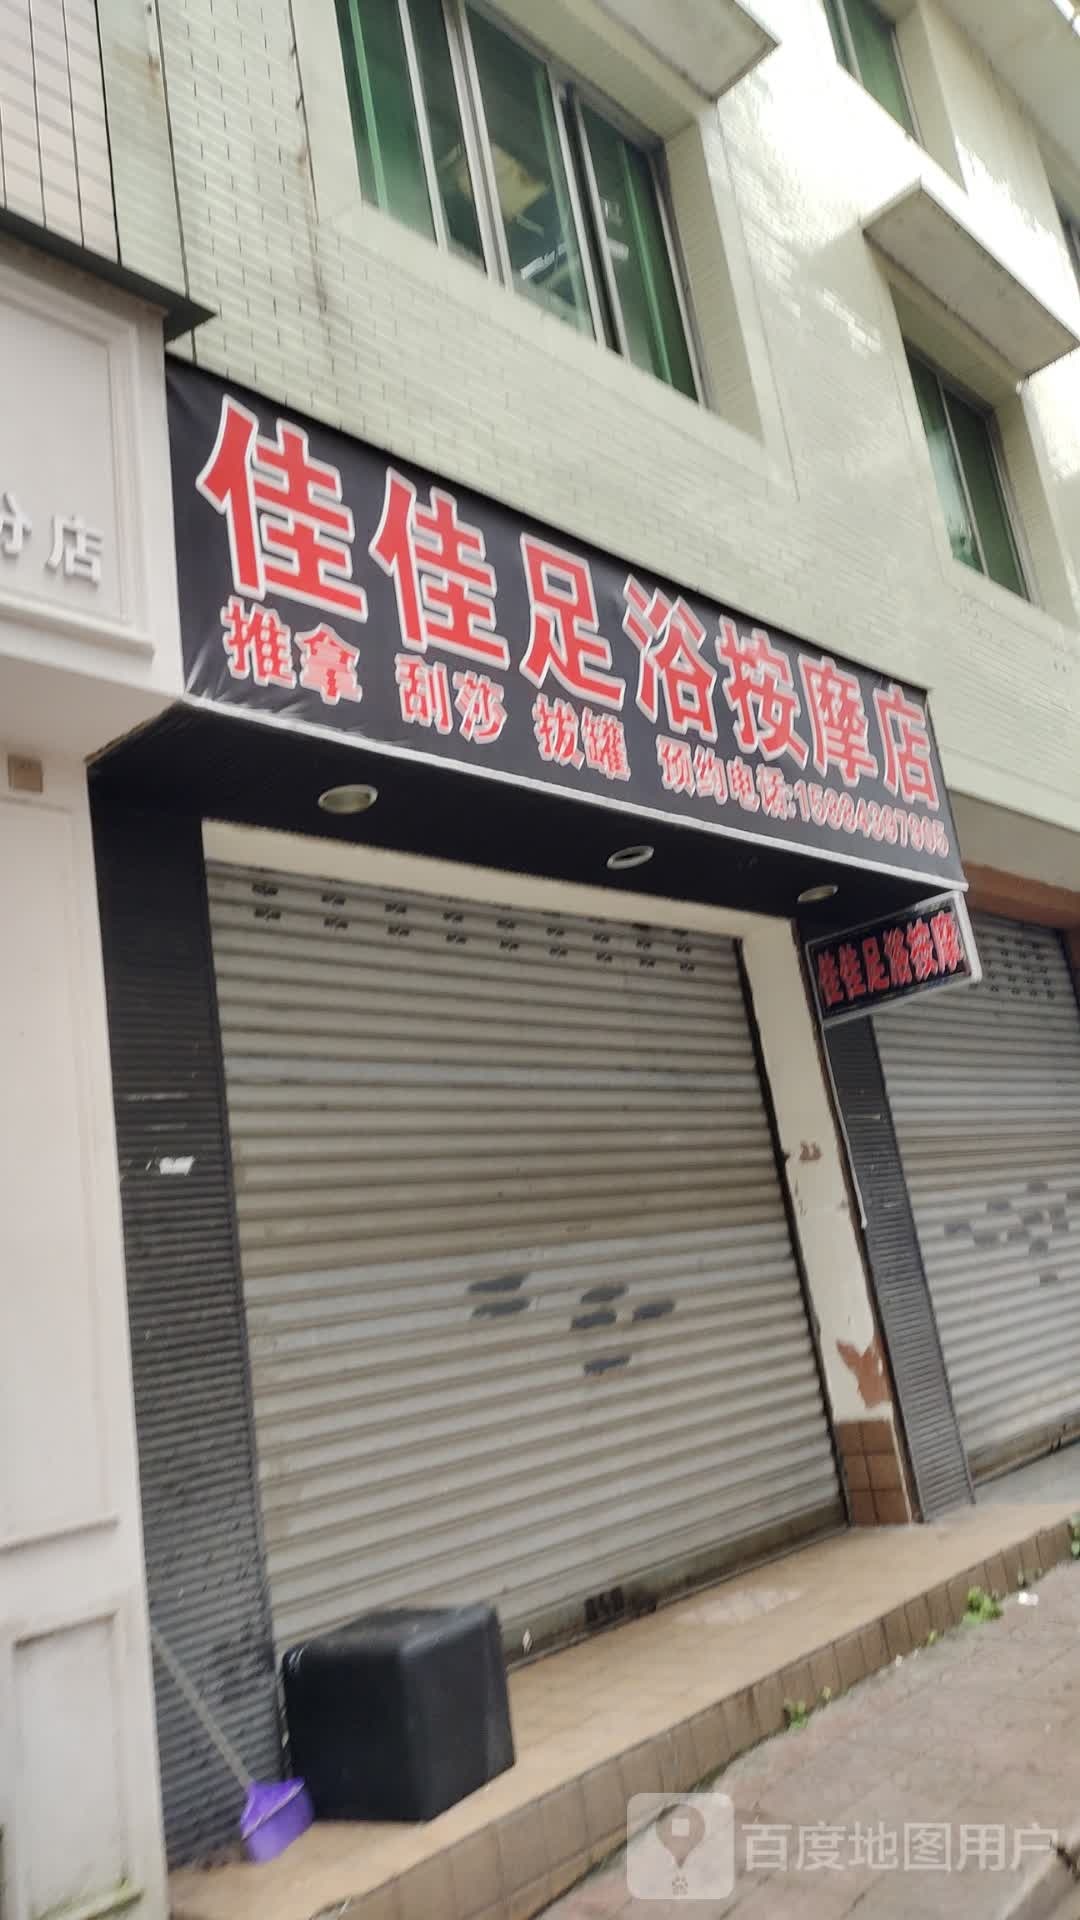 佳佳足浴按摩店
推拿 刮莎 拔罐 预约电话:
佳佳足浴按摩
分店
百度地图用户